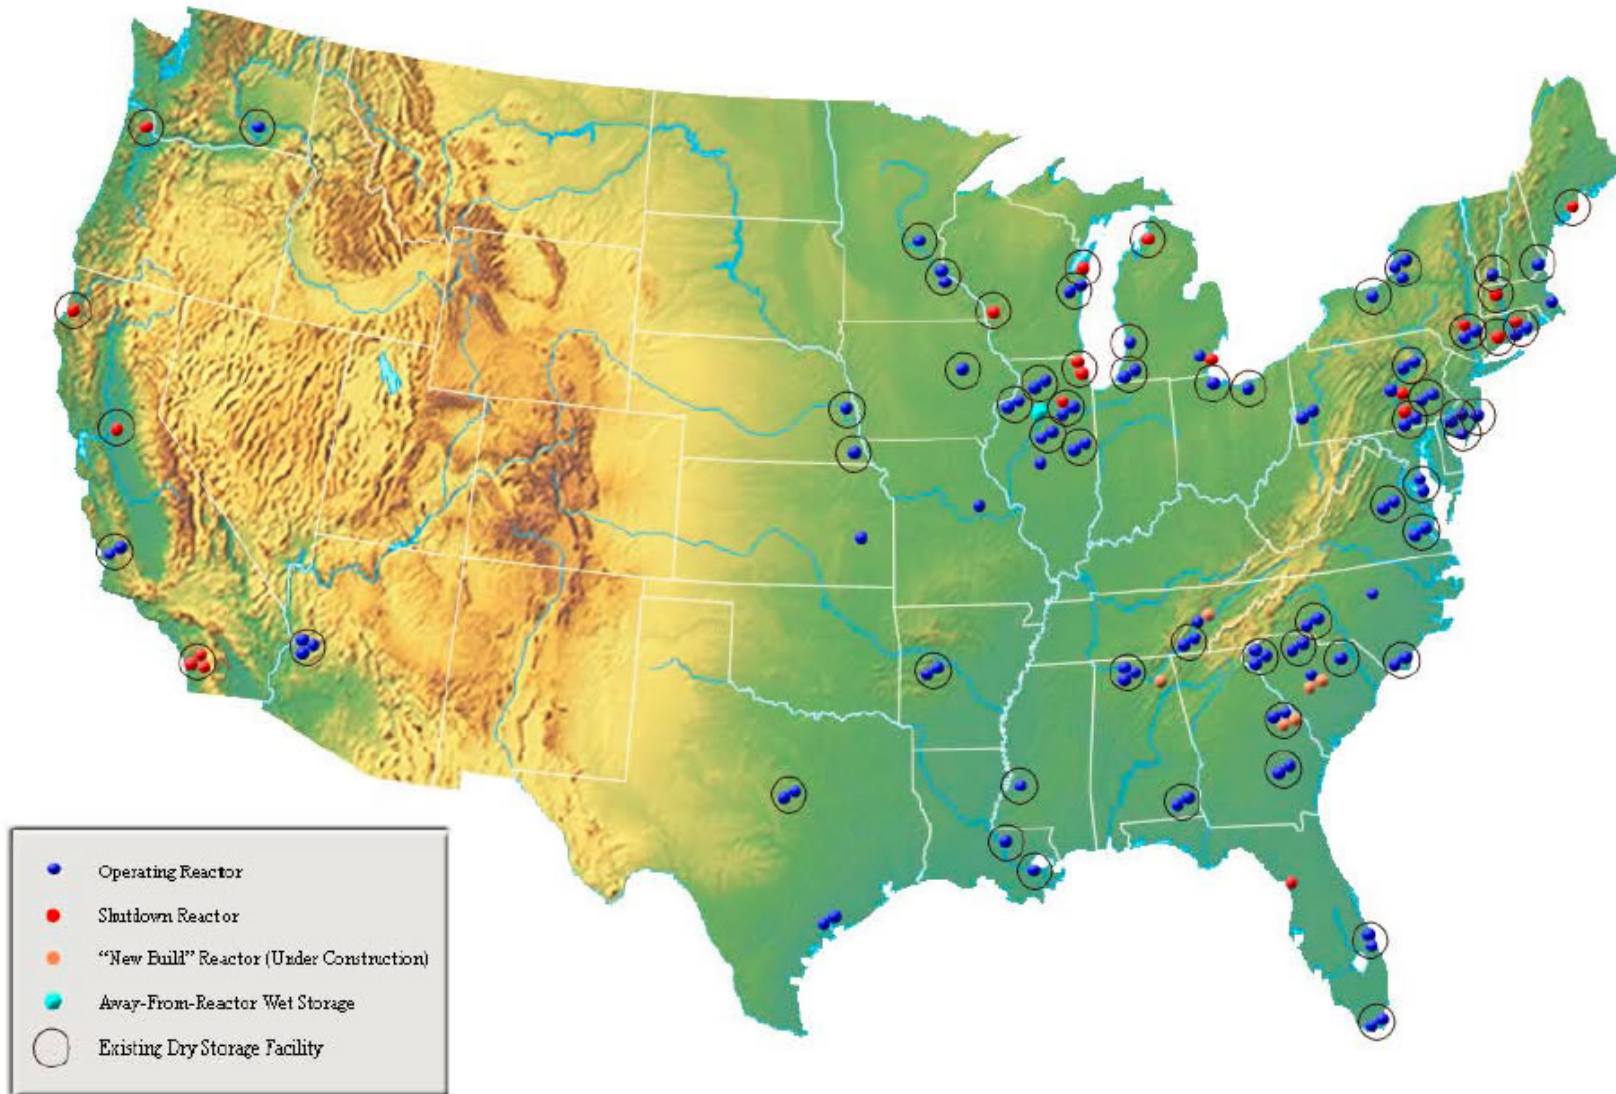 Operating Reactor
Shutdown Reactor
“New Build” Reactor (Under Construction)
Away-From-Reactor Wet Storage
Existing Dry Storage Facility